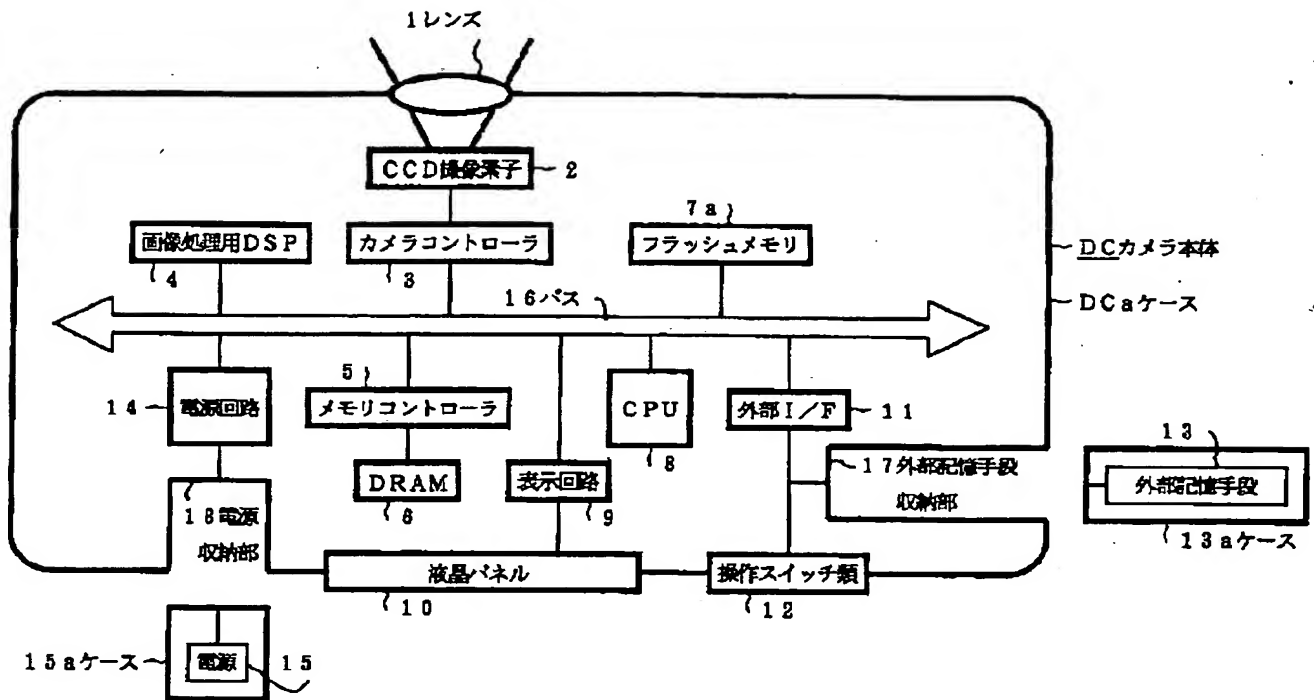 1レンズ
CCD撮像素子
2
画像処理用DSP
4
カメラコントローラ
3
7a
フラッシュメモリ
DCカメラ本体
DCaケース
16バス
14
電源回路
5
メモリコントローラ
DRAM
6
表示回路
9
CPU
8
外部I/F
11
17外部記憶手段
収納部
13
外部記憶手段
13aケース
18電源
収納部
液晶パネル
10
操作スイッチ類
12
15aケース
電源
15